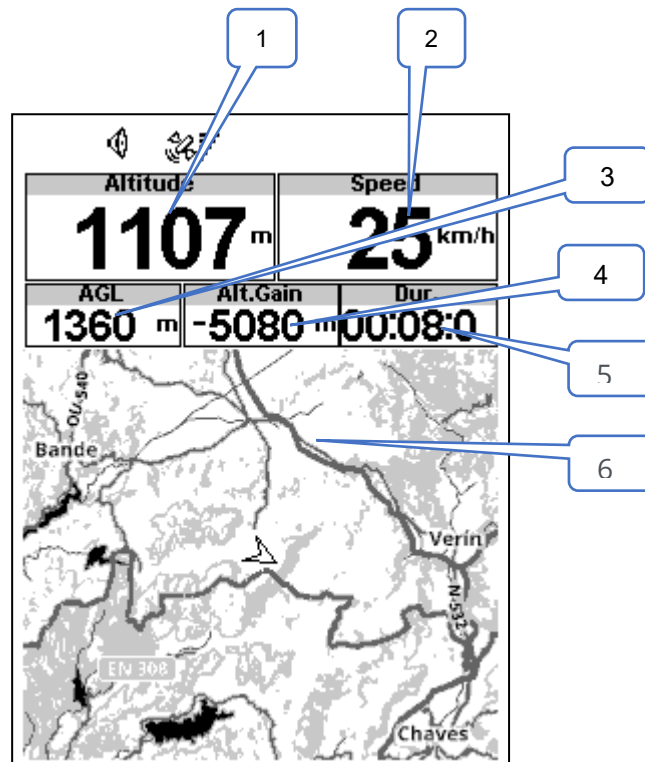 1
2
3
4
5
6
Altitude
Speed
1107 m
25 km/h
AGL
Alt.Gain
Dur.
1360 m
-5080 m
00:08:0
OU-540
Bande
Verín
N-532
EN 308
Chaves